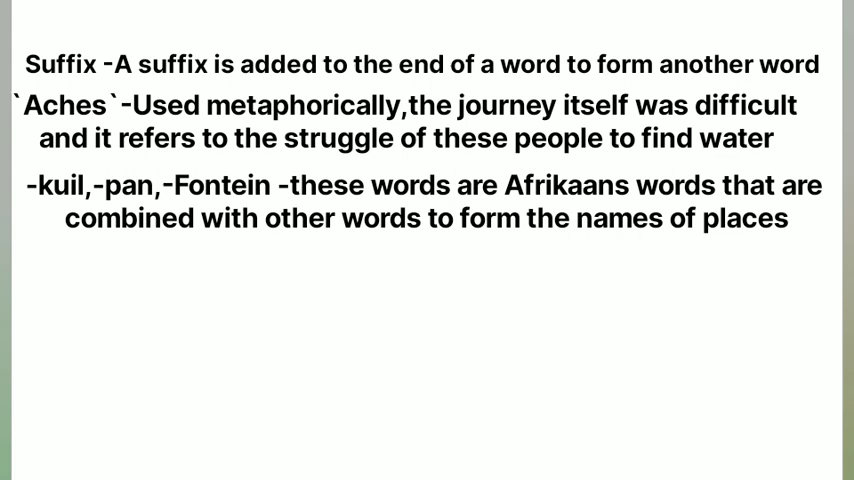 Suffix -A suffix is added to the end of a word to form another word
`Aches`-Used metaphorically,the journey itself was difficult
and it refers to the struggle of these people to find water
-kuil,-pan,-Fontein -these words are Afrikaans words that are
combined with other words to form the names of places